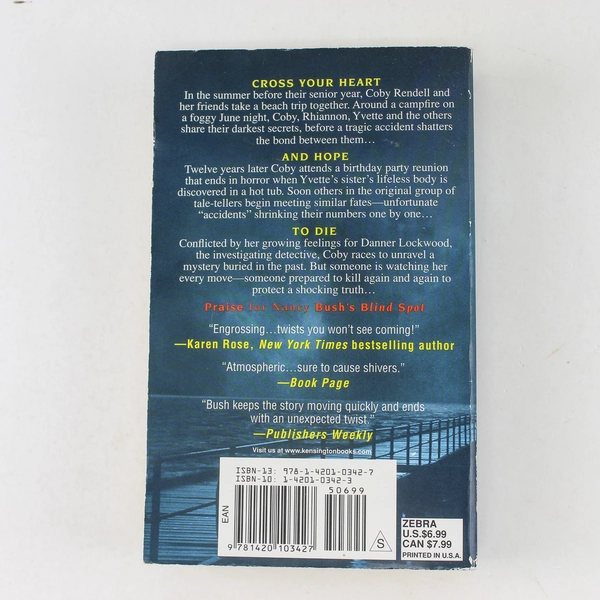 CROSS YOUR HEART
In the summer before their senior year, Coby Rendell and
her friends take a beach trip together. Around a campfire on
a foggy June night, Coby, Rhiannon, Yvette and the others
share their darkest secrets, before a tragic accident shatters
the bond between them…
AND HOPE
Twelve years later Coby attends a birthday party reunion
that ends in horror when Yvette's sister's lifeless body is
discovered in a hot tub. Soon others in the original group of
tale-tellers begin meeting similar fates—unfortunate
"accidents" shrinking their numbers one by one…
TO DIE
Conflicted by her growing feelings for Danner Lockwood,
the investigating detective, Coby races to unravel a
mystery buried in the past. But someone is watching her
every move—someone prepared to kill again and again to
protect a shocking truth…
Praise for Nancy Bush's Blind Spot
"Engrossing…twists you won't see coming!"
—Karen Rose, New York Times bestselling author
"Atmospheric…sure to cause shivers."
—Book Page
"Bush keeps the story moving quickly and ends
with an unexpected twist."
—Publishers Weekly
Visit us at www.kensingtonbooks.com
ISBN-13: 978-1-4201-0342-7
ISBN-10: 1-4201-0342-3
50699
EAN
9 781420 103427
S
ZEBRA
U.S.$6.99
CAN $7.99
PRINTED IN U.S.A.